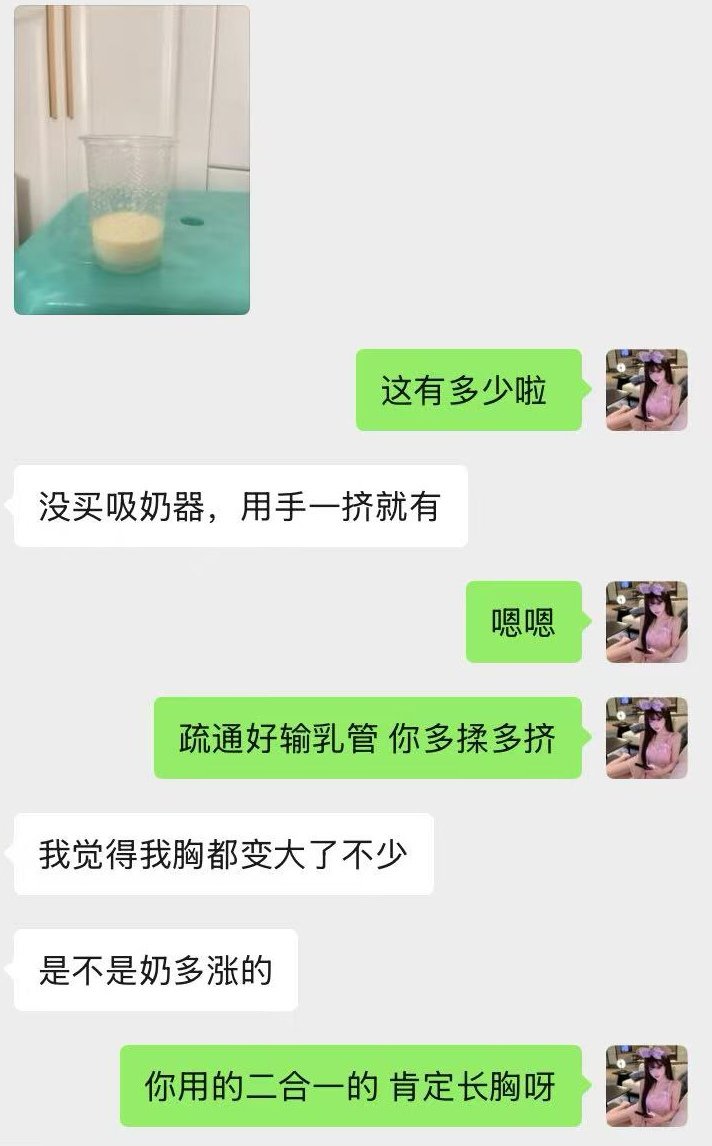 这有多少啦
没买吸奶器，用手一挤就有
嗯嗯
疏通好输乳管 你多揉多挤
我觉得我胸都变大了不少
是不是奶多涨的
你用的二合一的 肯定长胸呀